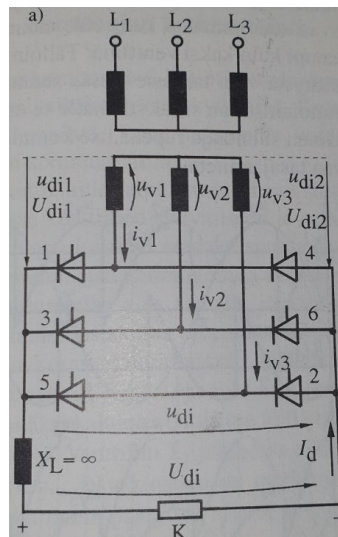 a)
L1 L2 L3
udi1 uv1 uv2 uv3 udi2
Udi1 Udi2
1 iv1 4
3 iv2 6
5 iv3 2
udi
XL = ∞ Id
Udi
+ K -